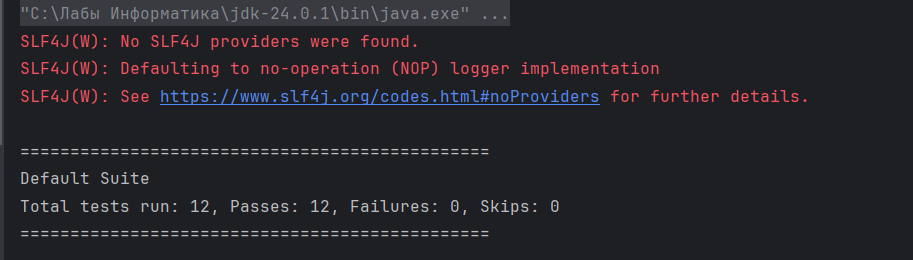 "C:\Лабы Информатика\jdk-24.0.1\bin\java.exe" ...
SLF4J(W): No SLF4J providers were found.
SLF4J(W): Defaulting to no-operation (NOP) logger implementation
SLF4J(W): See https://www.slf4j.org/codes.html#noProviders for further details.
===============================================
Default Suite
Total tests run: 12, Passes: 12, Failures: 0, Skips: 0
===============================================